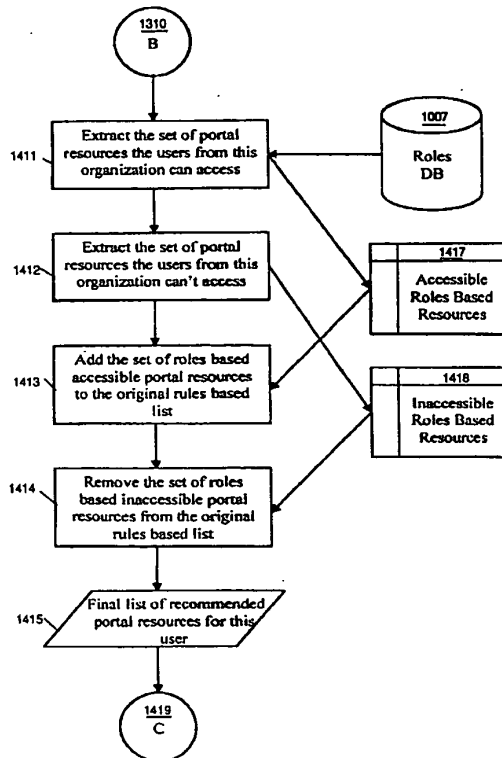 1310
B
1411
Extract the set of portal
resources the users from this
organization can access
1007
Roles
DB
1412
Extract the set of portal
resources the users from this
organization can't access
1417
Accessible
Roles Based
Resources
1413
Add the set of roles based
accessible portal resources
to the original rules based
list
1418
Inaccessible
Roles Based
Resources
1414
Remove the set of roles
based inaccessible portal
resources from the original
rules based list
1415
Final list of recommended
portal resources for this
user
1419
C